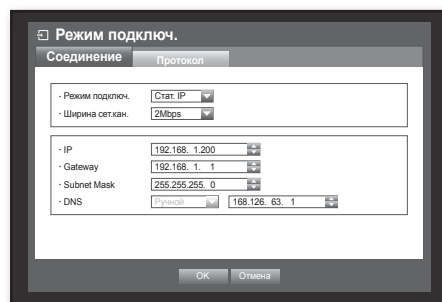 Режим подключ.
Соединение Протокол
· Режим подключ. Стат. IP
· Ширина сет.кан. 2Mbps
· IP 192.168. 1.200
· Gateway 192.168. 1. 1
· Subnet Mask 255.255.255. 0
· DNS Ручной 168.126. 63. 1
OK Отмена